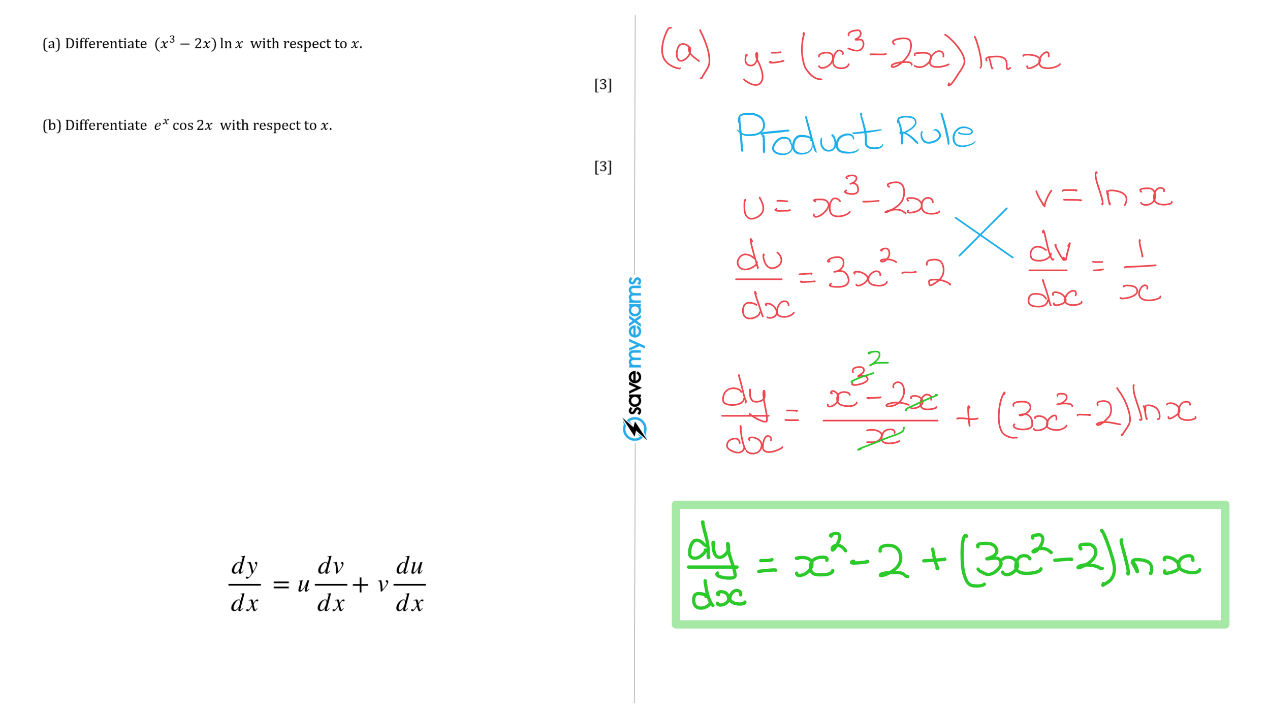 (a) Differentiate (x³ − 2x) ln x with respect to x.
[3]
(b) Differentiate eˣ cos 2x with respect to x.
[3]
dy/dx = u dv/dx + v du/dx
save my exams
(a) y = (x³ − 2x) ln x
Product Rule
u = x³ − 2x v = ln x
du/dx = 3x² − 2 dv/dx = 1/x
dy/dx = (x³ ² − 2x)/x + (3x² − 2) ln x
dy/dx = x² − 2 + (3x² − 2) ln x